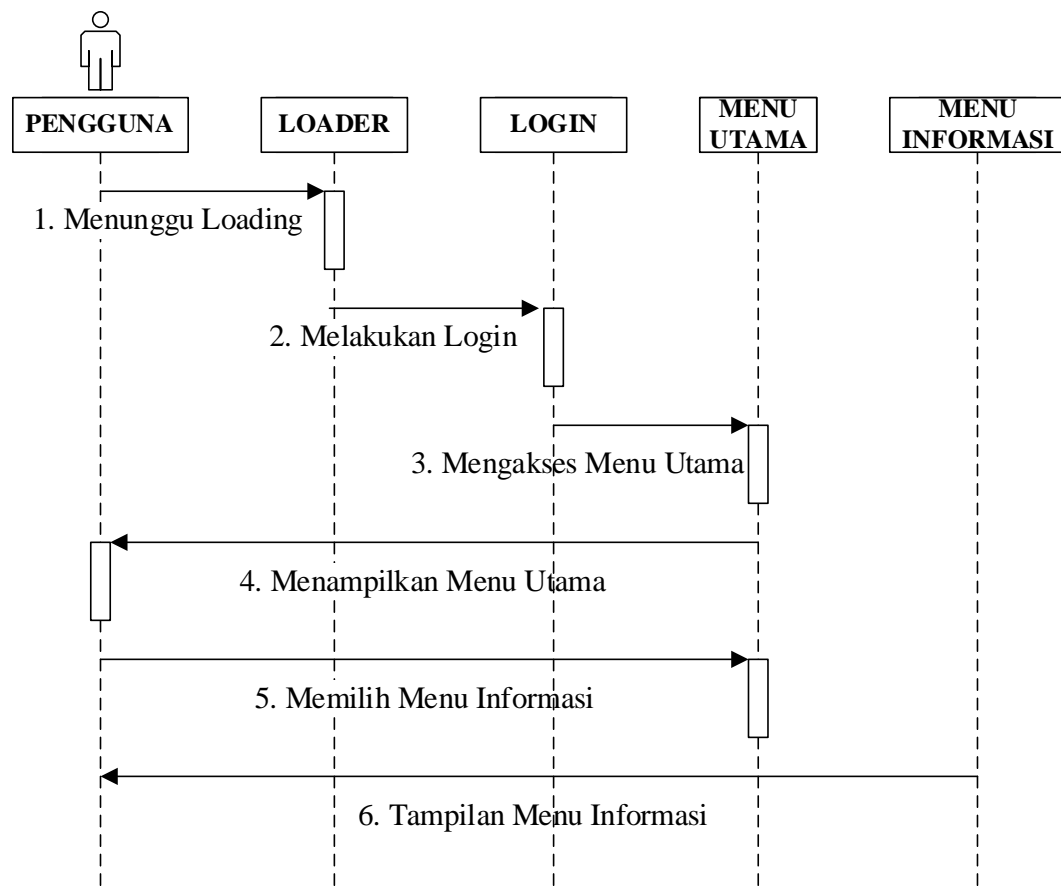 PENGGUNA
LOADER
LOGIN
MENU
UTAMA
MENU
INFORMASI
1. Menunggu Loading
2. Melakukan Login
3. Mengakses Menu Utama
4. Menampilkan Menu Utama
5. Memilih Menu Informasi
6. Tampilan Menu Informasi